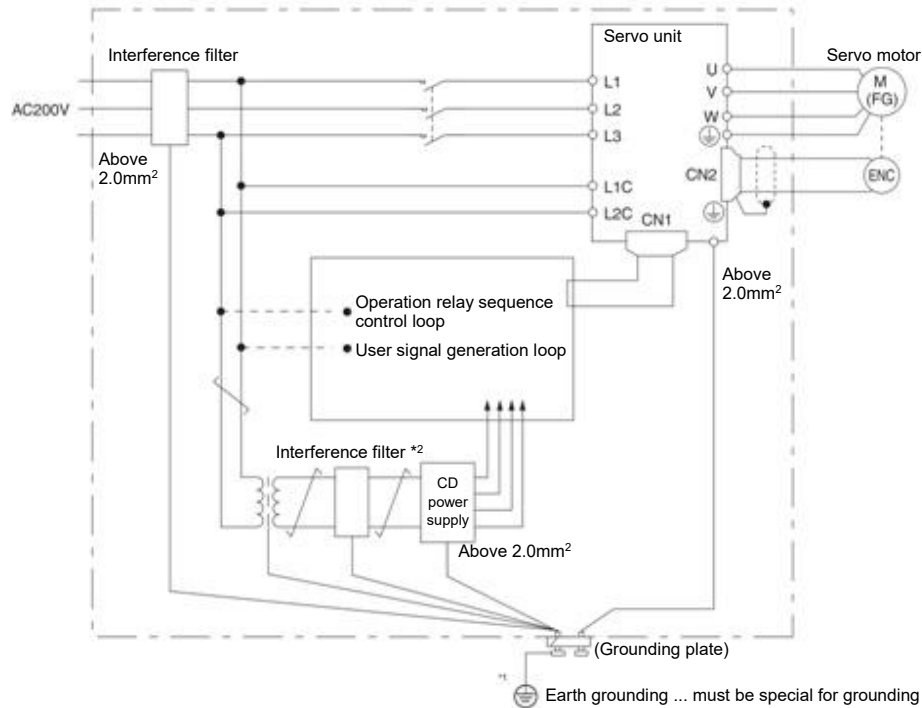 Interference filter
Servo unit
Servo motor
AC200V
L1
L2
L3
U
V
W
M
(FG)
Above
2.0mm²
CN2
ENC
L1C
L2C
CN1
Above
2.0mm²
Operation relay sequence
control loop
User signal generation loop
Interference filter *²
CD
power
supply
Above 2.0mm²
(Grounding plate)
*1
Earth grounding ... must be special for grounding